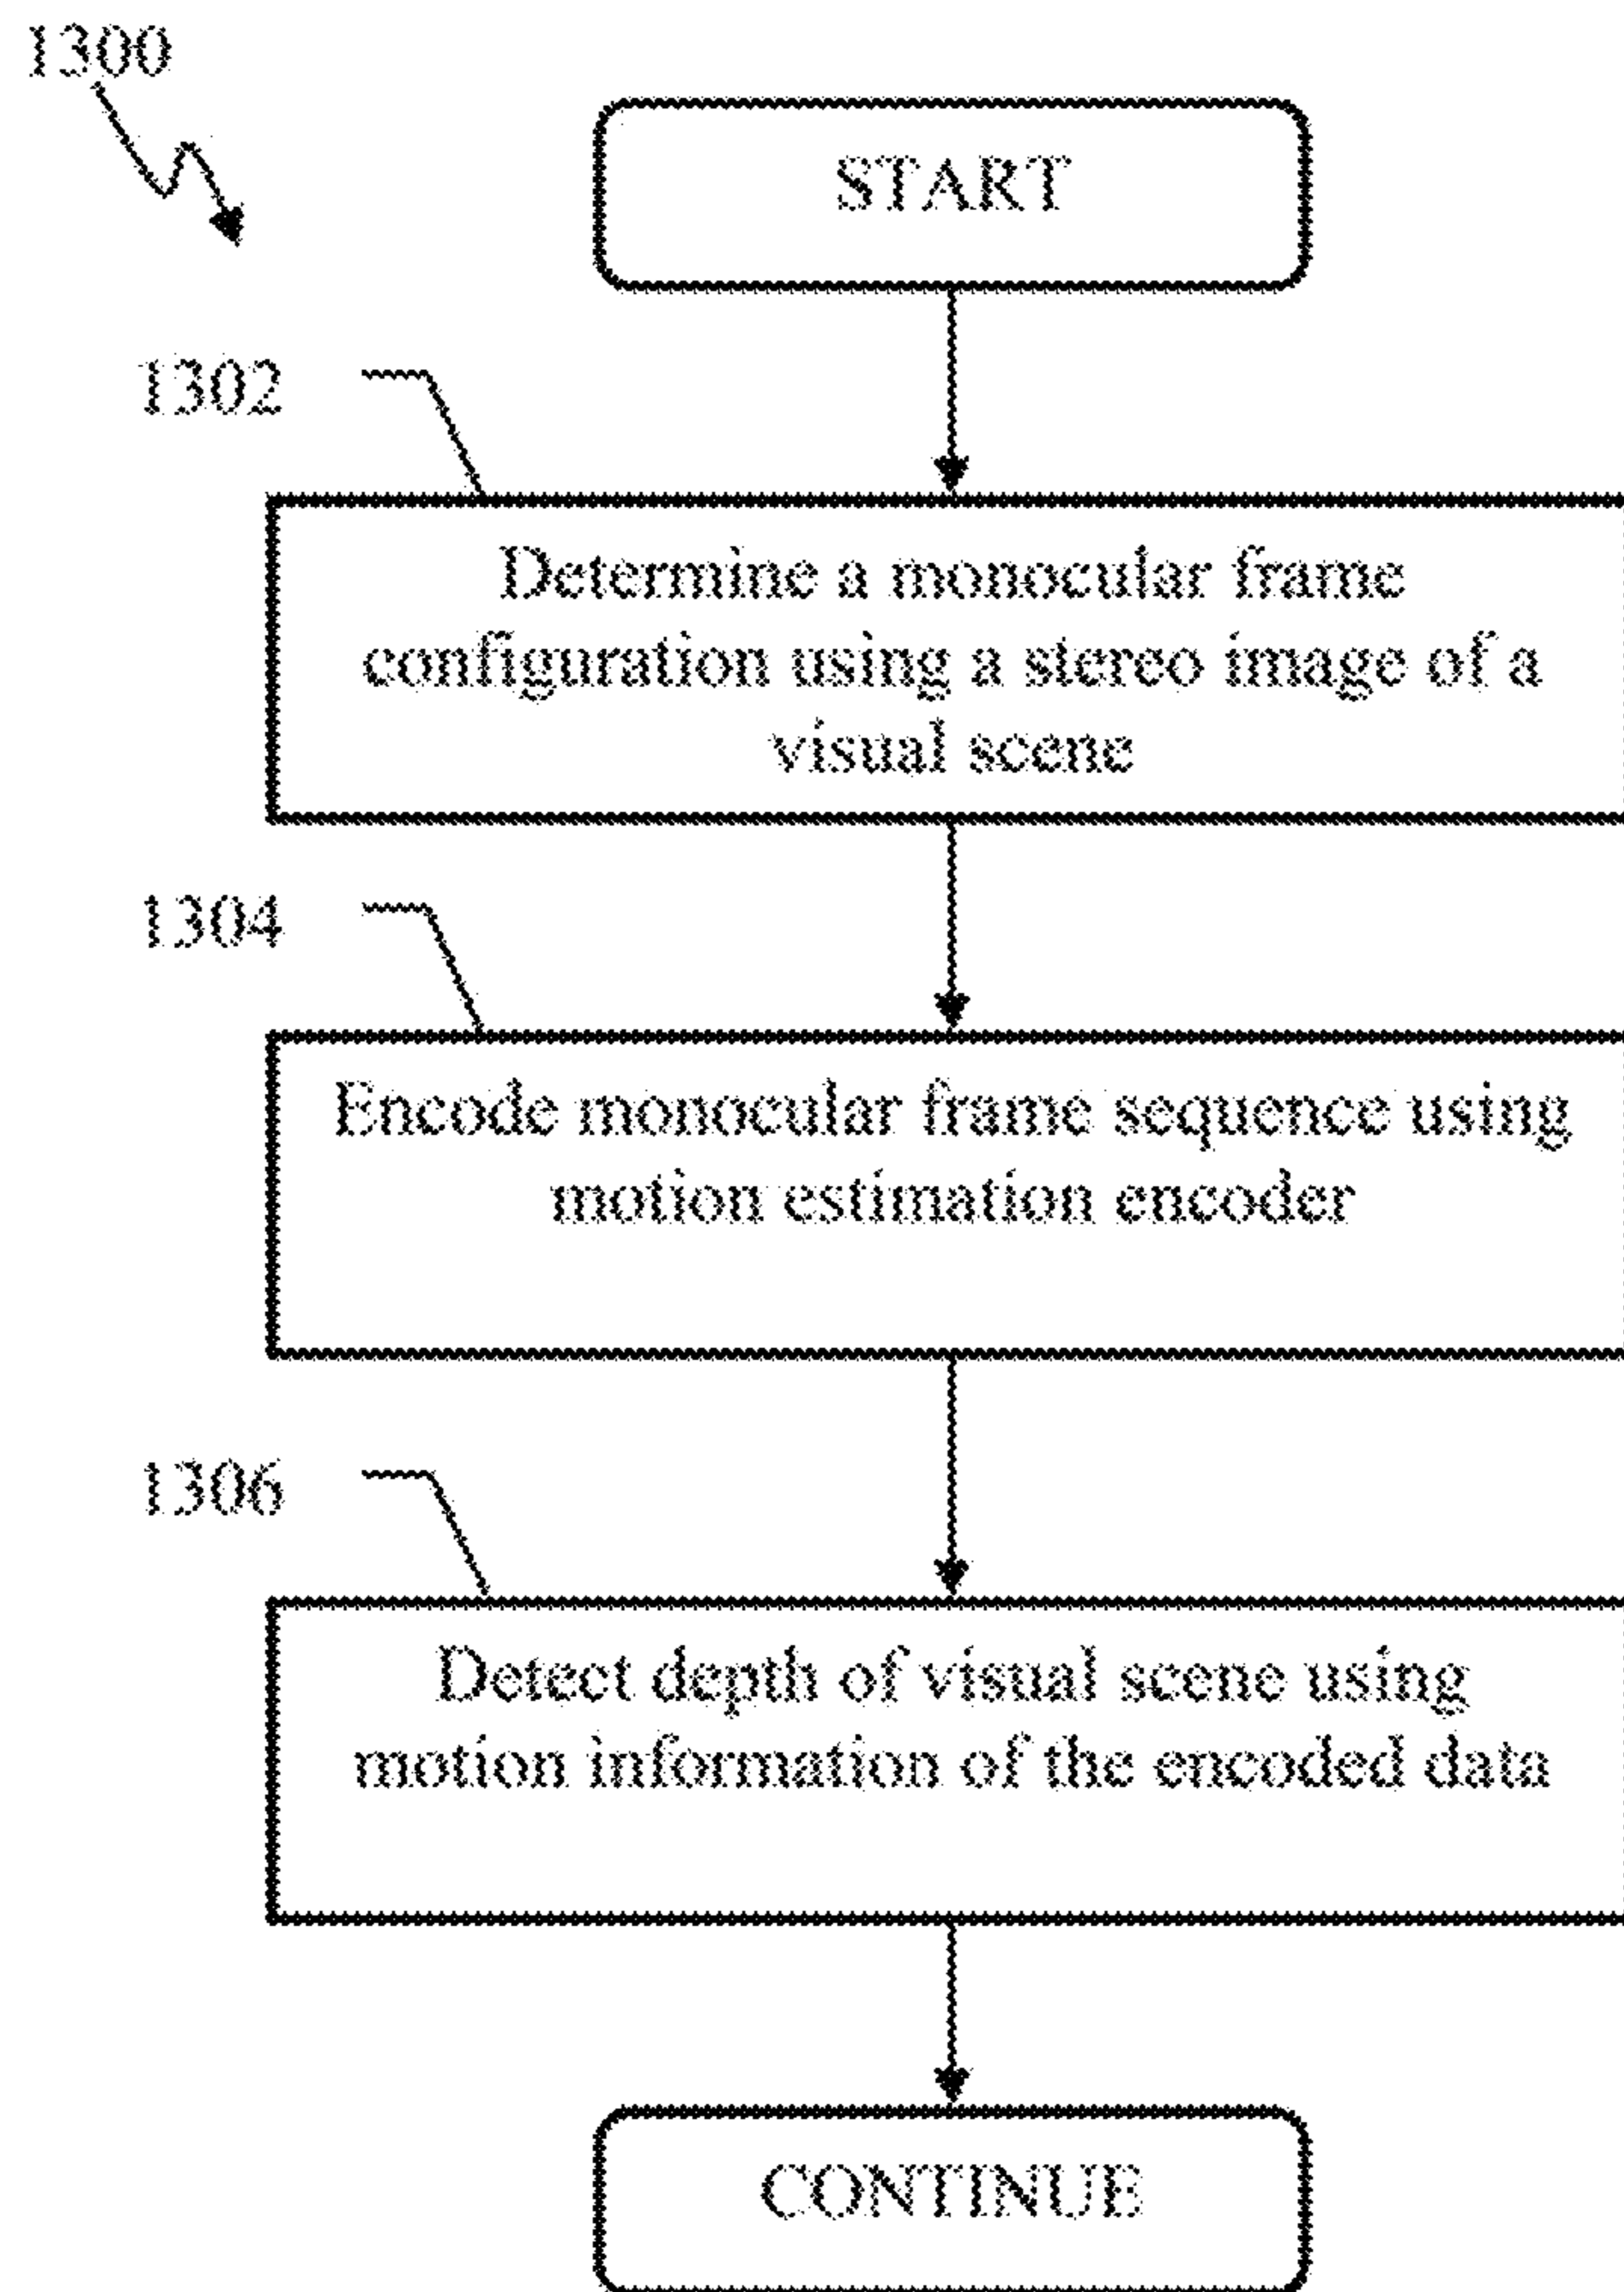 1300
START
1302
Determine a monocular frame
configuration using a stereo image of a
visual scene
1304
Encode monocular frame sequence using
motion estimation encoder
1306
Detect depth of visual scene using
motion information of the encoded data
CONTINUE